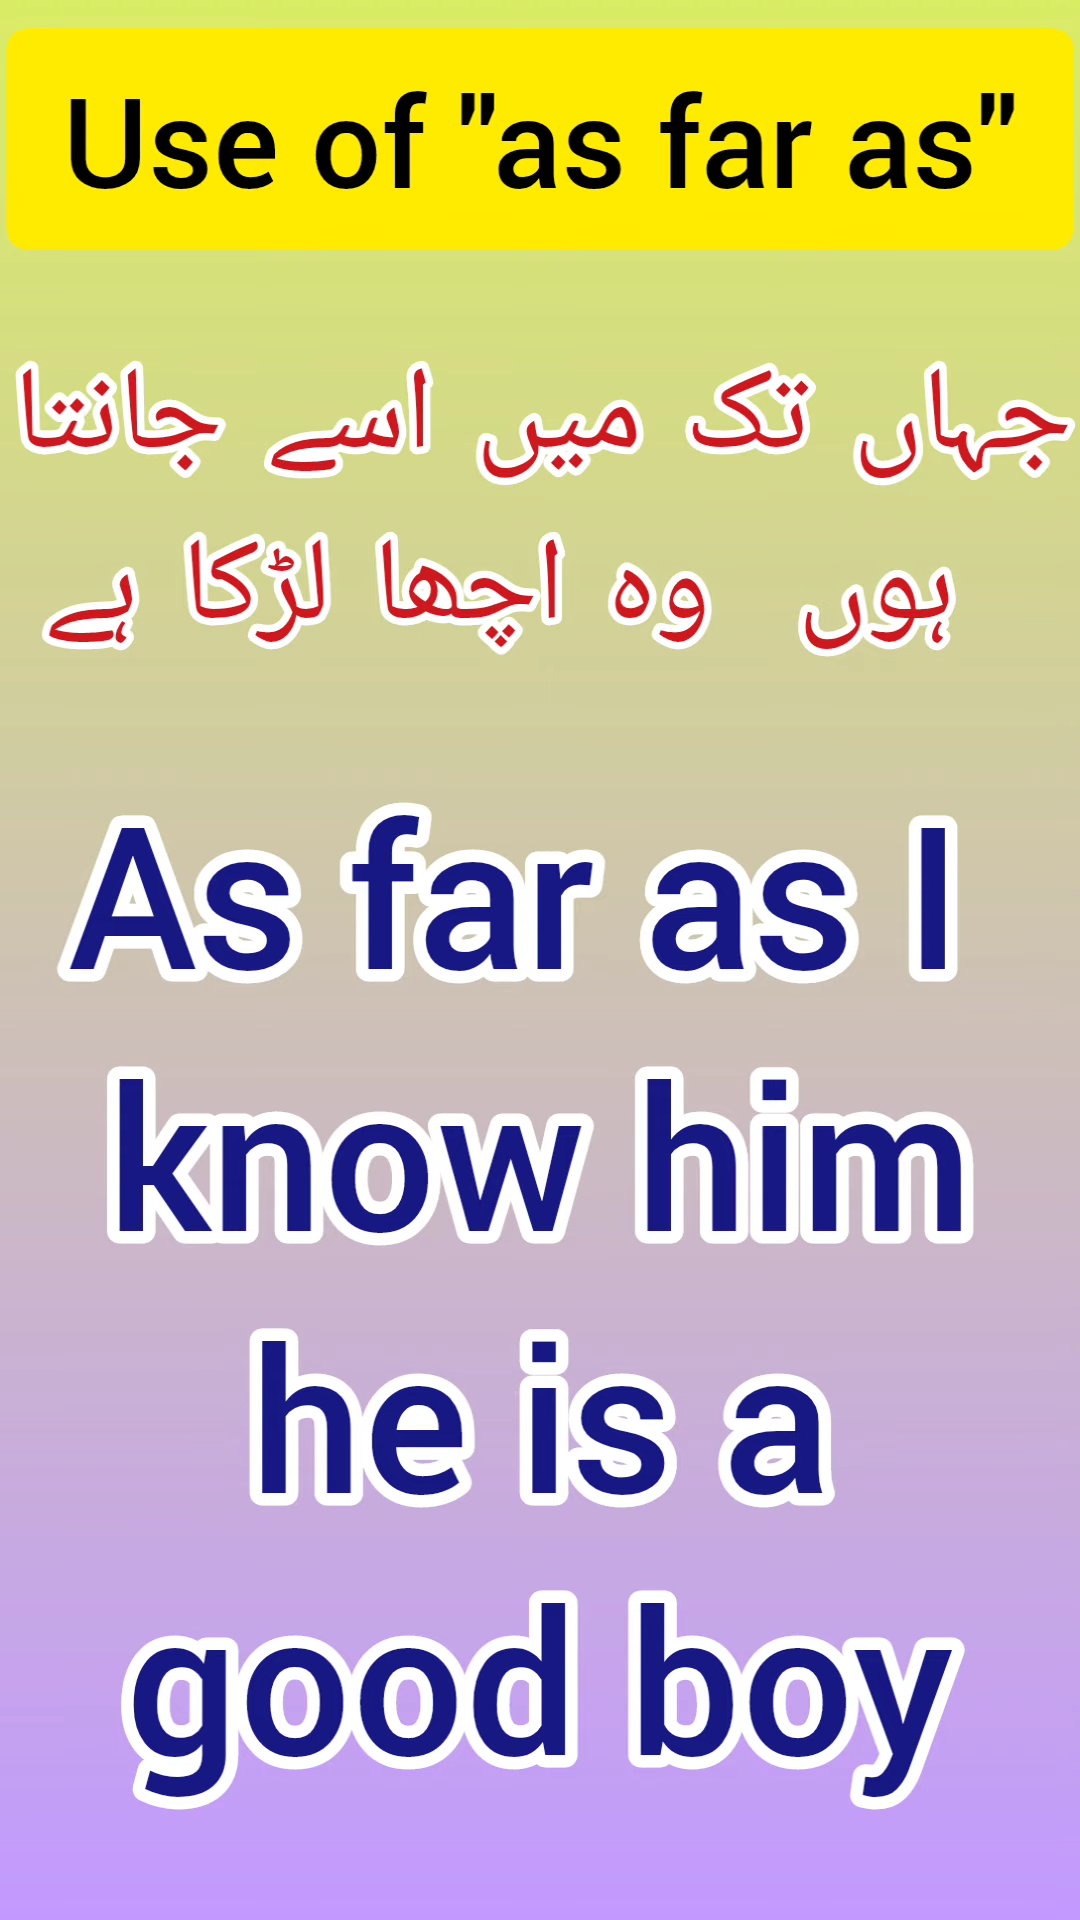 Use of "as far as"
جہاں تک میں اسے جانتا
ہوں وہ اچھا لڑکا ہے
As far as I
know him
he is a
good boy